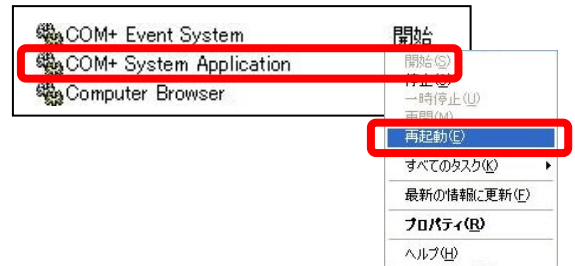 COM+ Event System 開始
COM+ System Application
Computer Browser
開始(S)
停止(O)
一時停止(U)
再開(M)
再起動(E)
すべてのタスク(K)
最新の情報に更新(F)
プロパティ(R)
ヘルプ(H)